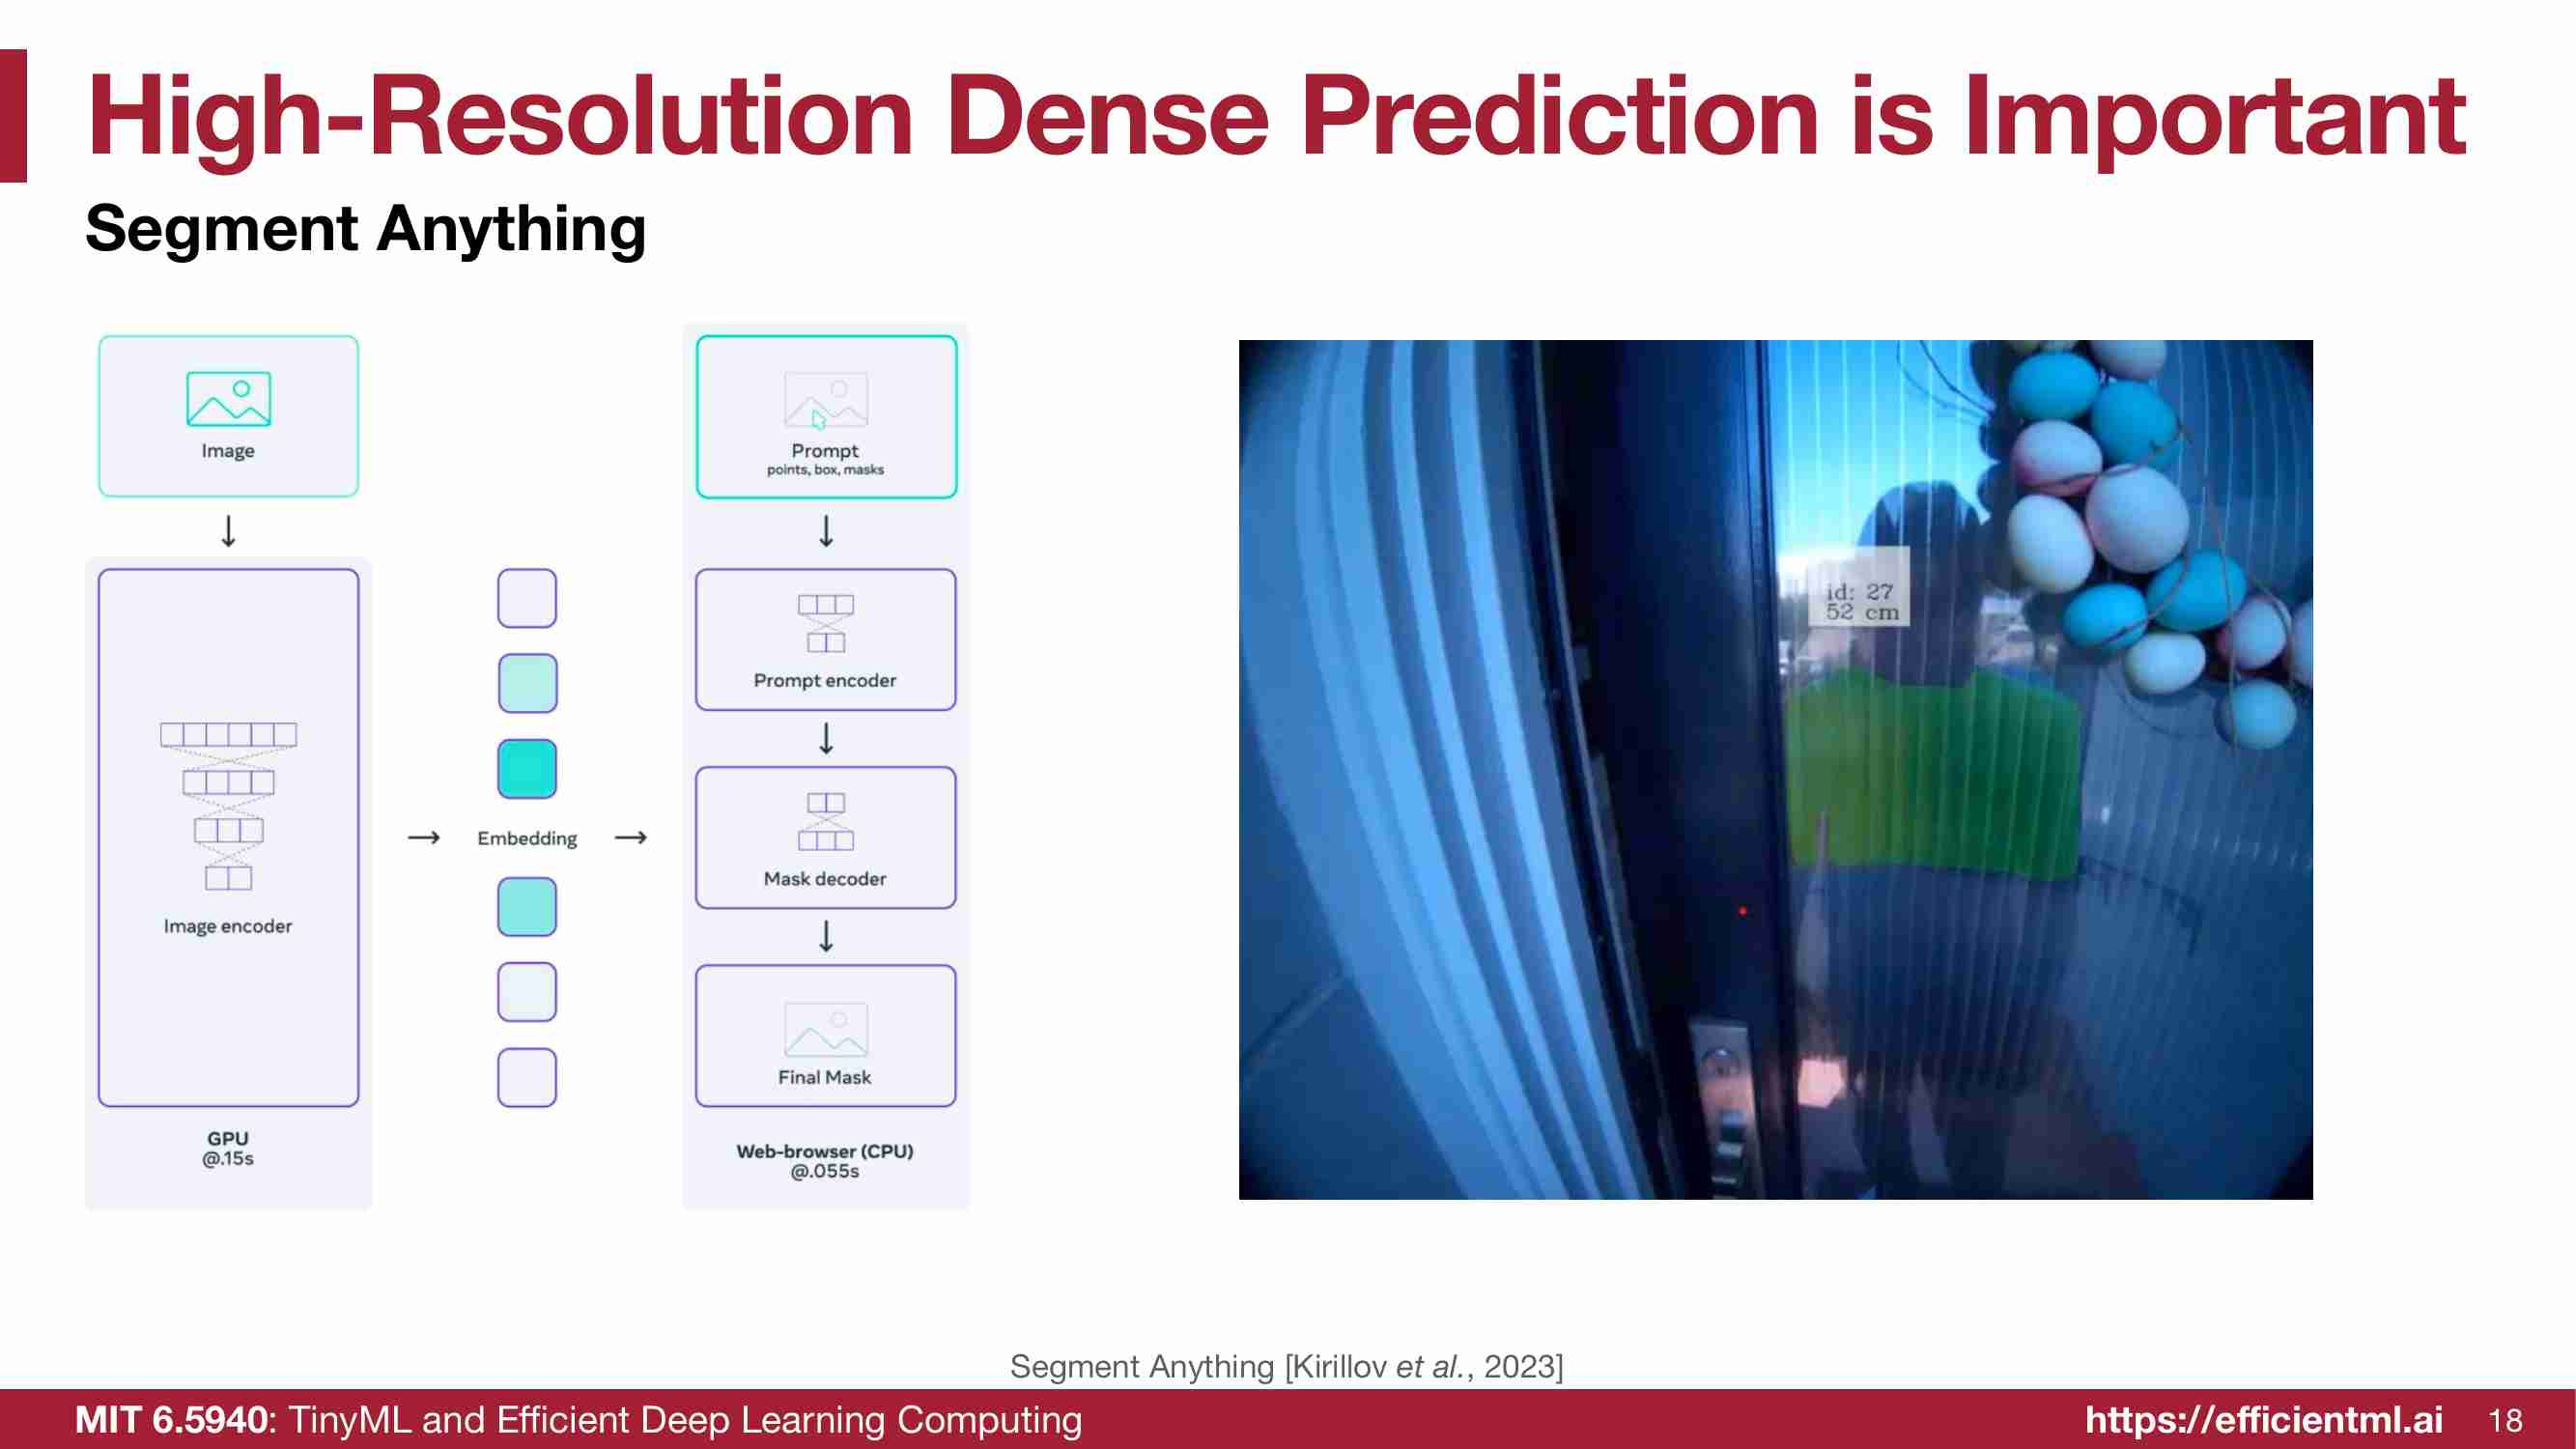 High-Resolution Dense Prediction is Important
Segment Anything
Image
Image encoder
GPU
@.15s
Embedding
Prompt
points, box, masks
Prompt encoder
Mask decoder
Final Mask
Web-browser (CPU)
@.055s
id: 27
52 cm
Segment Anything [Kirillov et al., 2023]
MIT 6.5940: TinyML and Efficient Deep Learning Computing
https://efficientml.ai
18